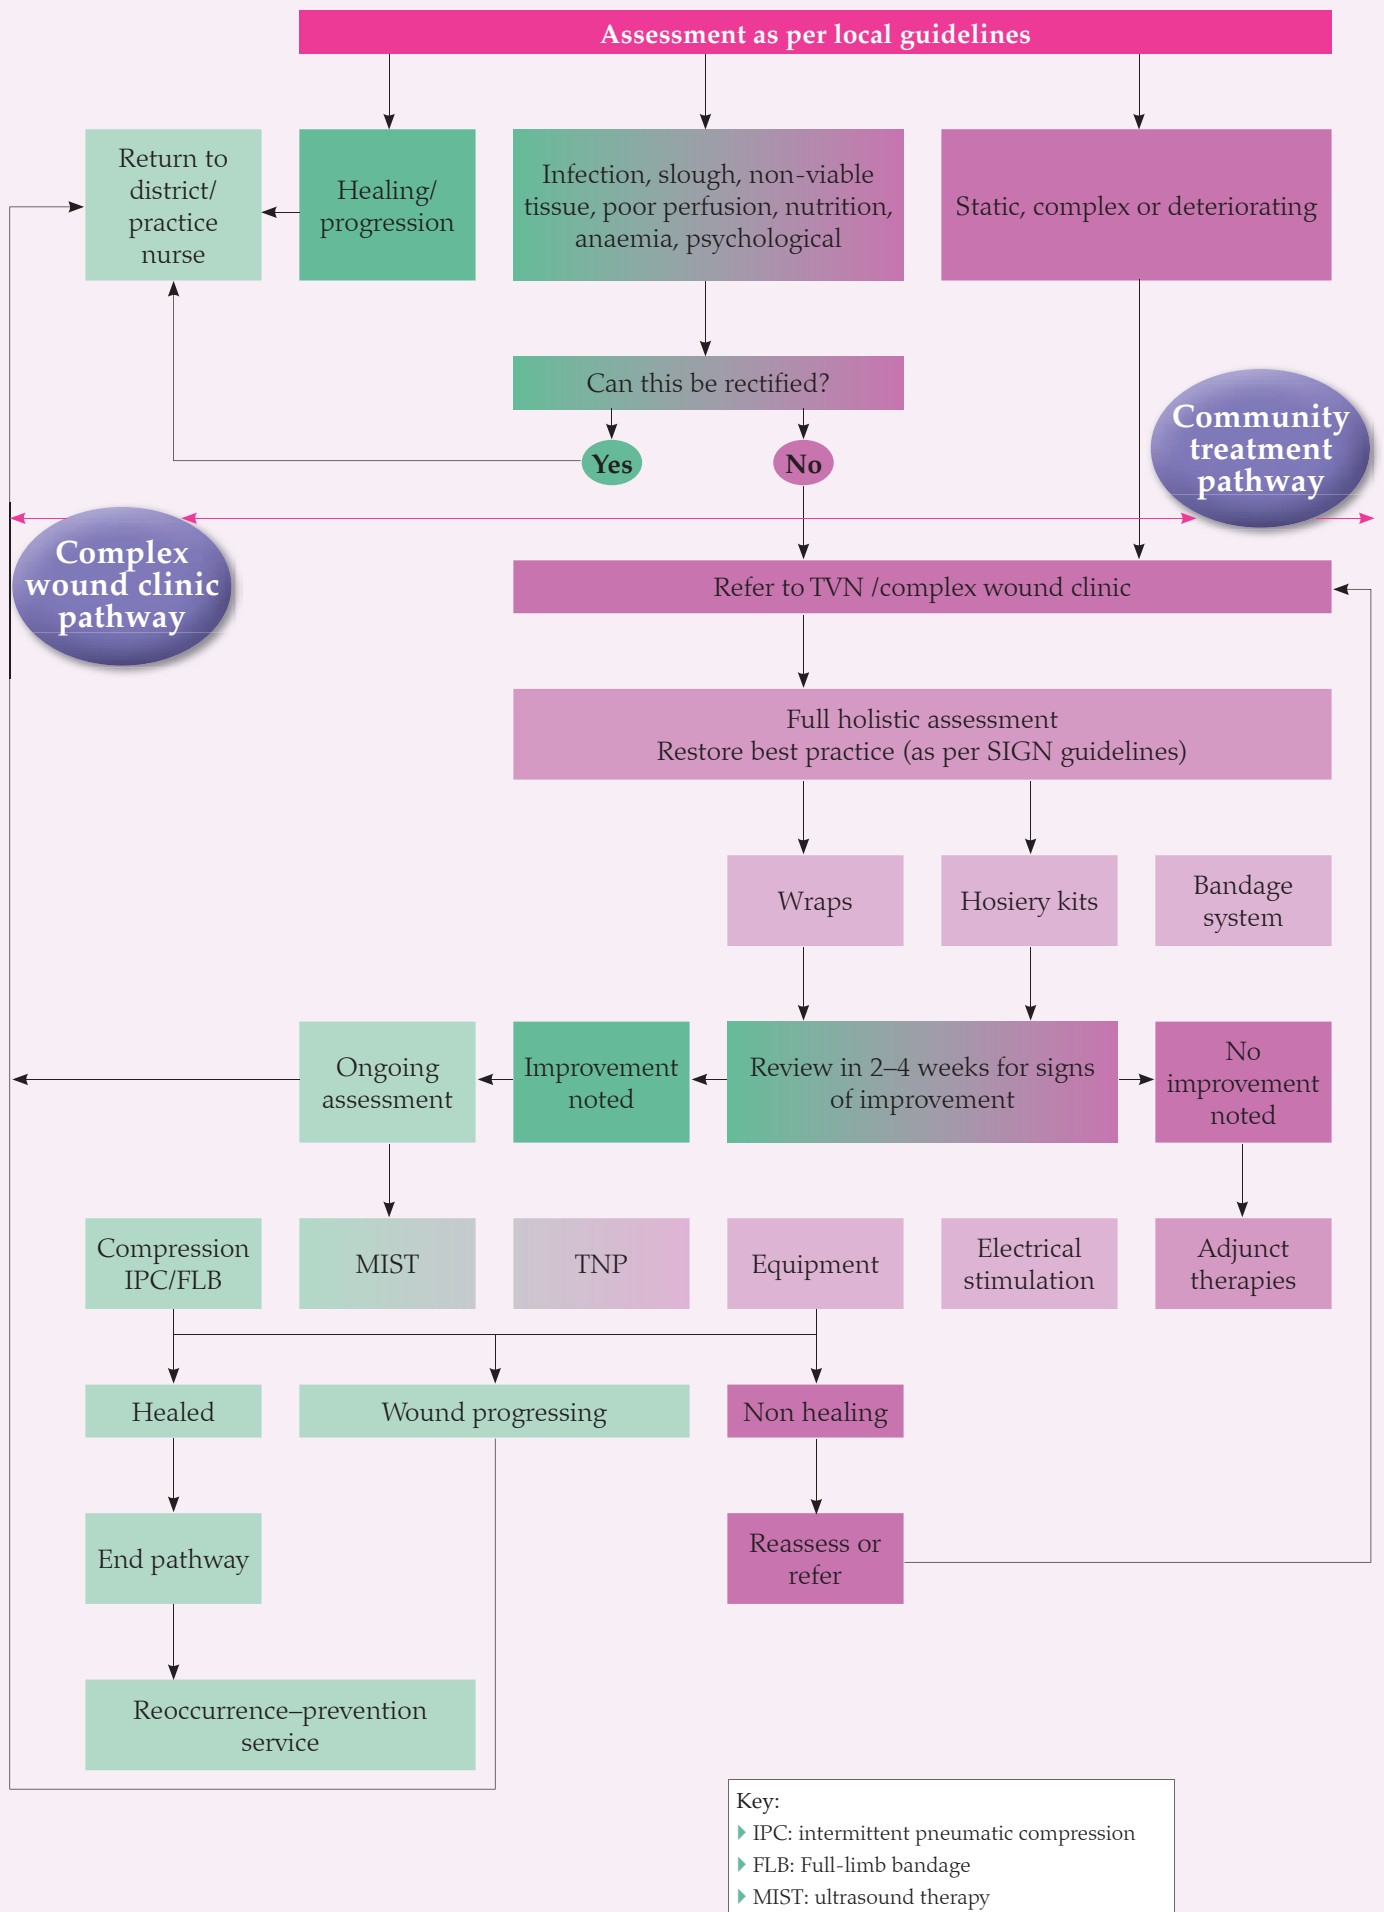 Assessment as per local guidelines
Return to
district/
practice
nurse
Healing/
progression
Infection, slough, non-viable
tissue, poor perfusion, nutrition,
anaemia, psychological
Static, complex or deteriorating
Can this be rectified?
Yes
No
Community
treatment
pathway
Complex
wound clinic
pathway
Refer to TVN /complex wound clinic
Full holistic assessment
Restore best practice (as per SIGN guidelines)
Wraps
Hosiery kits
Bandage
system
Ongoing
assessment
Improvement
noted
Review in 2–4 weeks for signs
of improvement
No
improvement
noted
Compression
IPC/FLB
MIST
TNP
Equipment
Electrical
stimulation
Adjunct
therapies
Healed
Wound progressing
Non healing
End pathway
Reassess or
refer
Reoccurrence–prevention
service
Key:
IPC: intermittent pneumatic compression
FLB: Full-limb bandage
MIST: ultrasound therapy